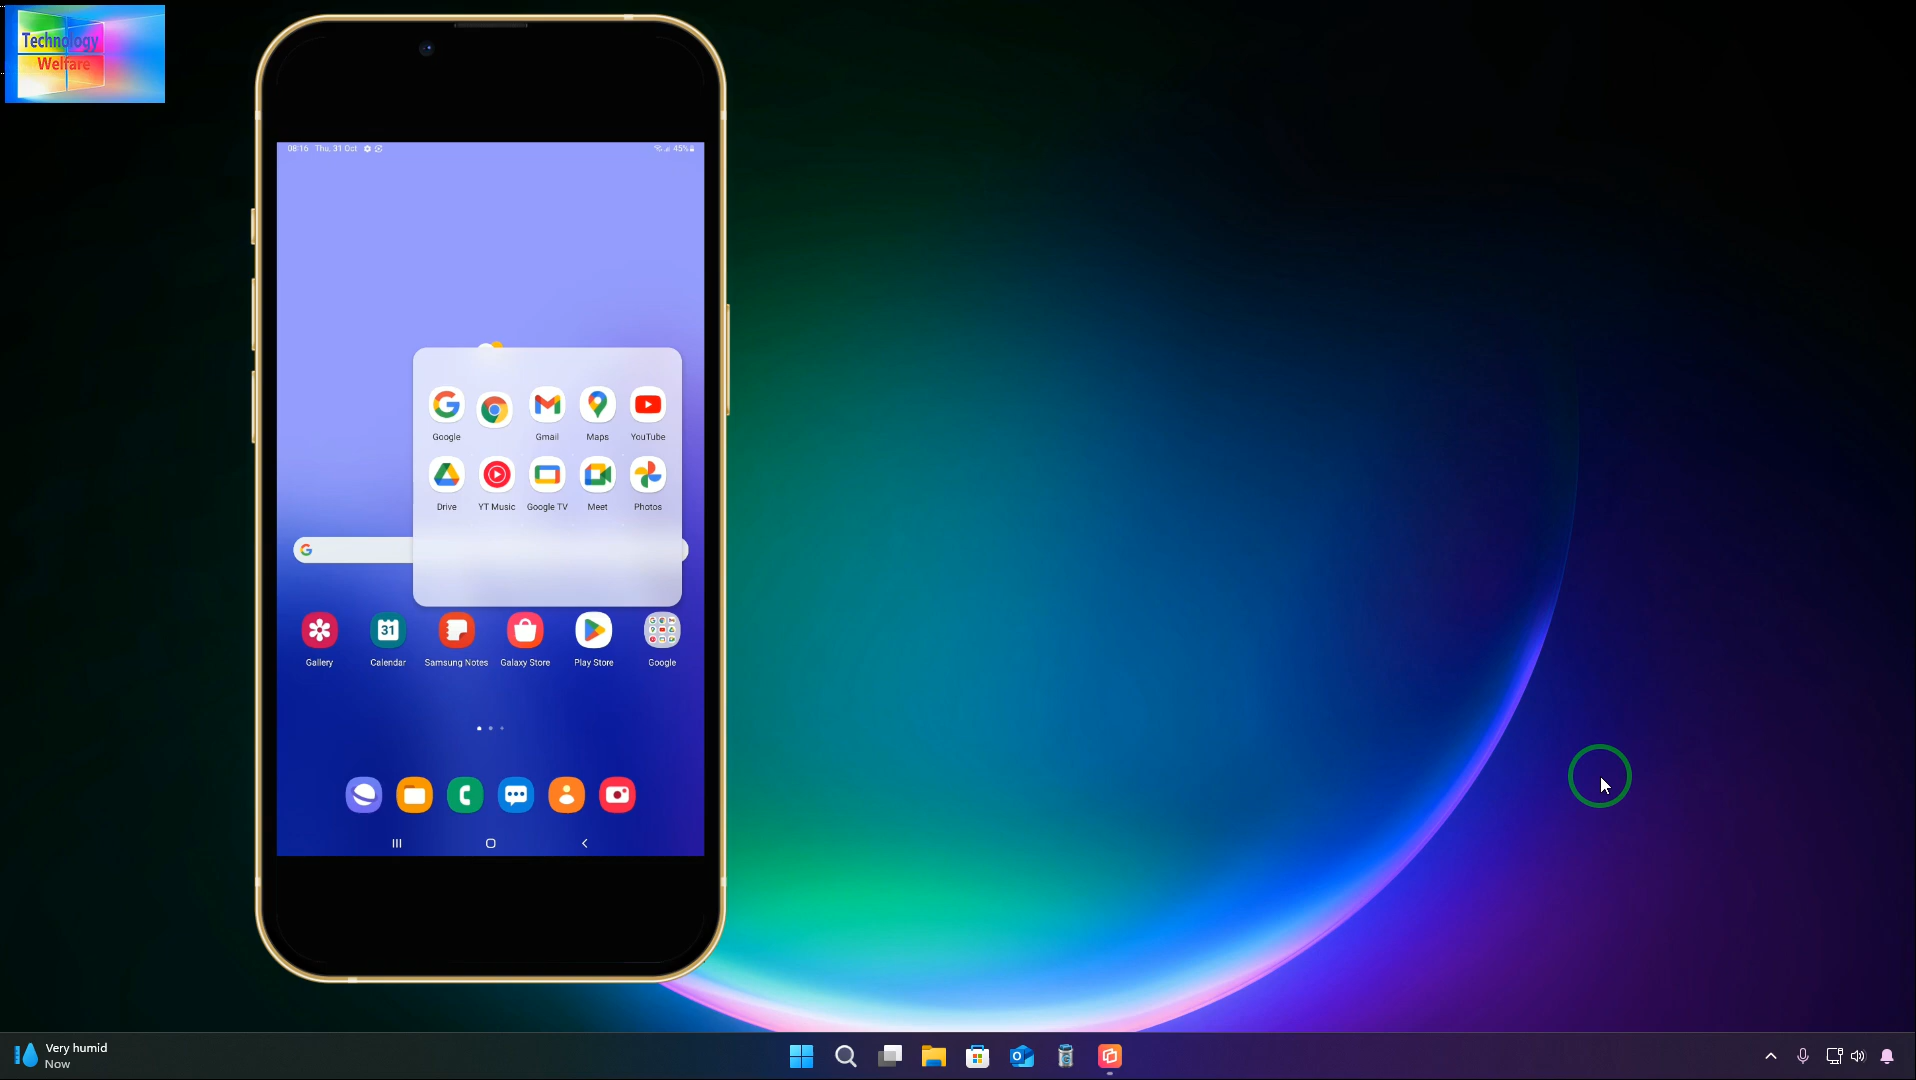 Technology
Welfare
08:16 Thu, 31 Oct
45%
Google
Gmail
Maps
YouTube
Drive
YT Music
Google TV
Meet
Photos
31
Gallery
Calendar
Samsung Notes
Galaxy Store
Play Store
Google
Very humid
Now